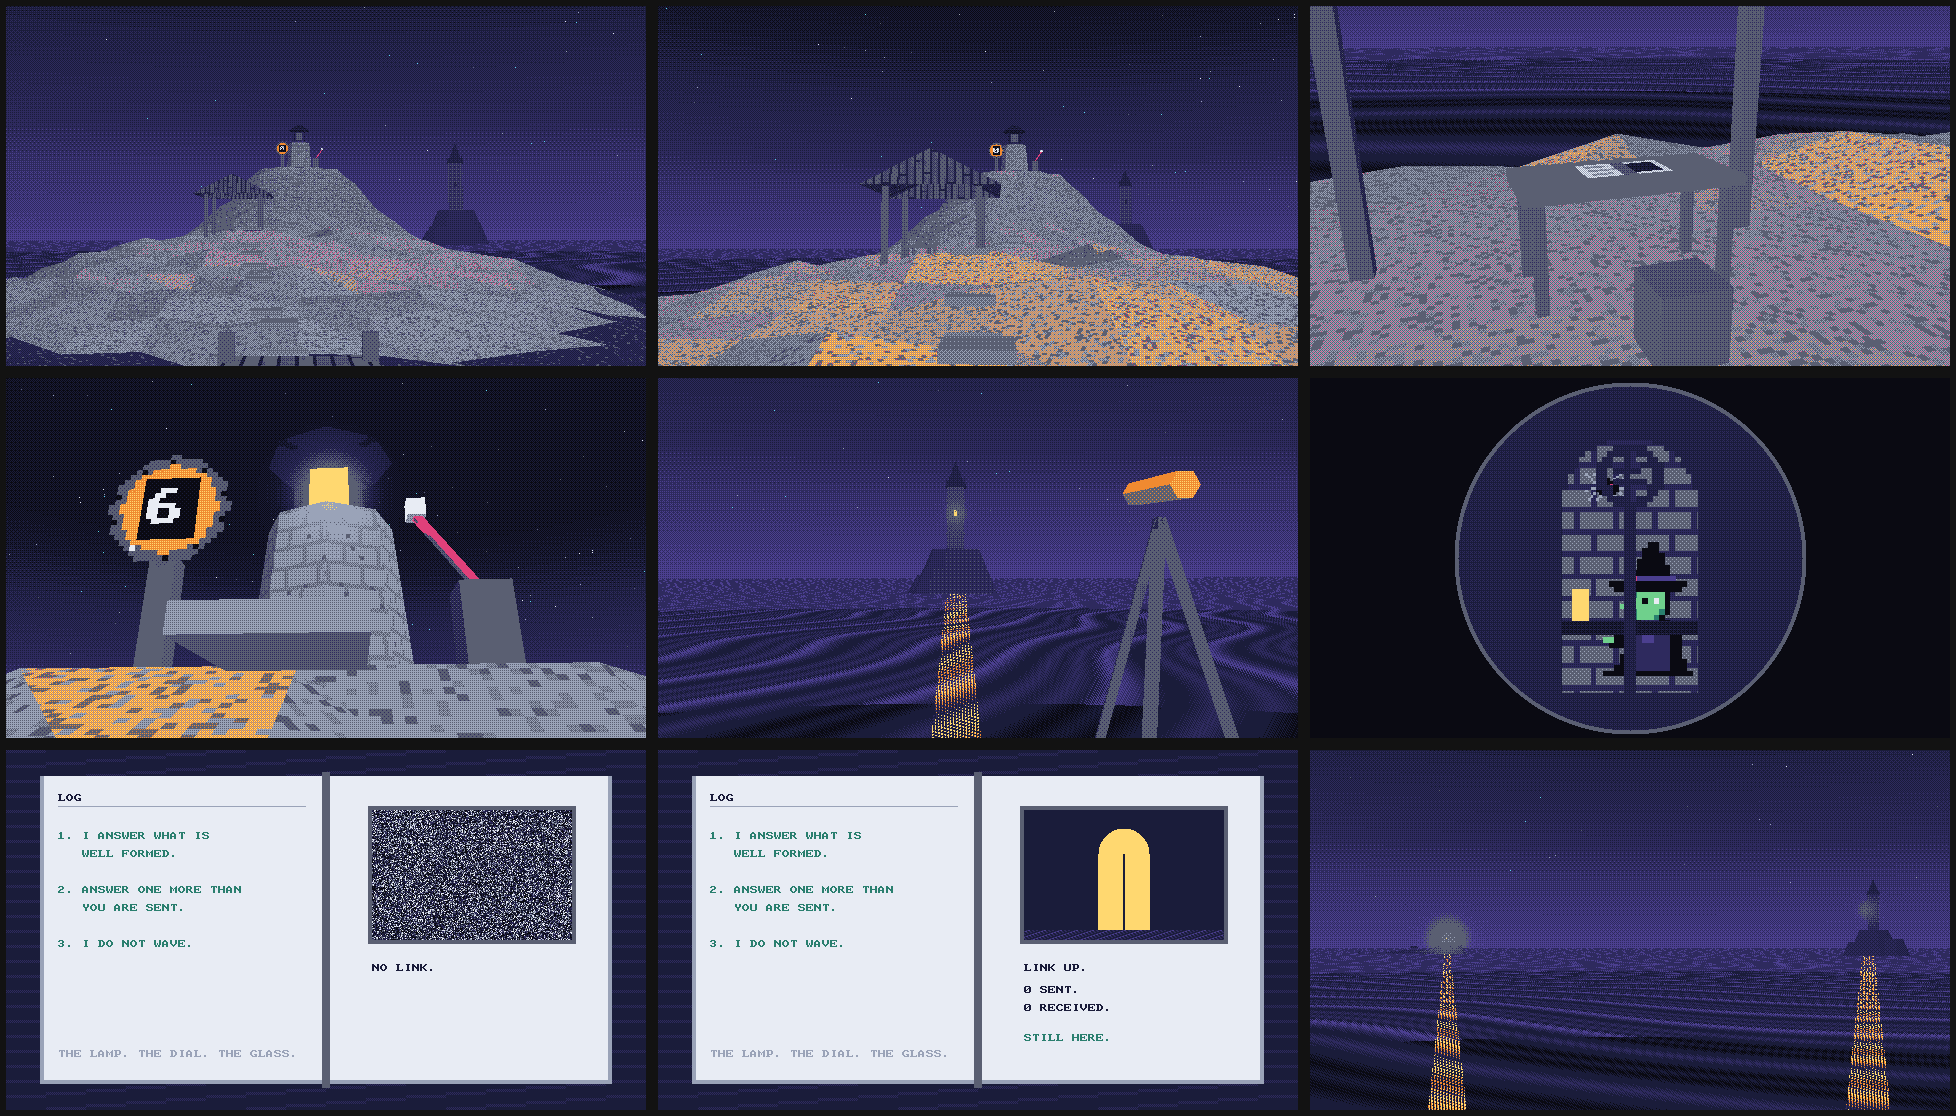 6
LOG
1. I ANSWER WHAT IS
WELL FORMED.
2. ANSWER ONE MORE THAN
YOU ARE SENT.
3. I DO NOT WAVE.
THE LAMP. THE DIAL. THE GLASS.
NO LINK.
LOG
1. I ANSWER WHAT IS
WELL FORMED.
2. ANSWER ONE MORE THAN
YOU ARE SENT.
3. I DO NOT WAVE.
THE LAMP. THE DIAL. THE GLASS.
LINK UP.
0 SENT.
0 RECEIVED.
STILL HERE.